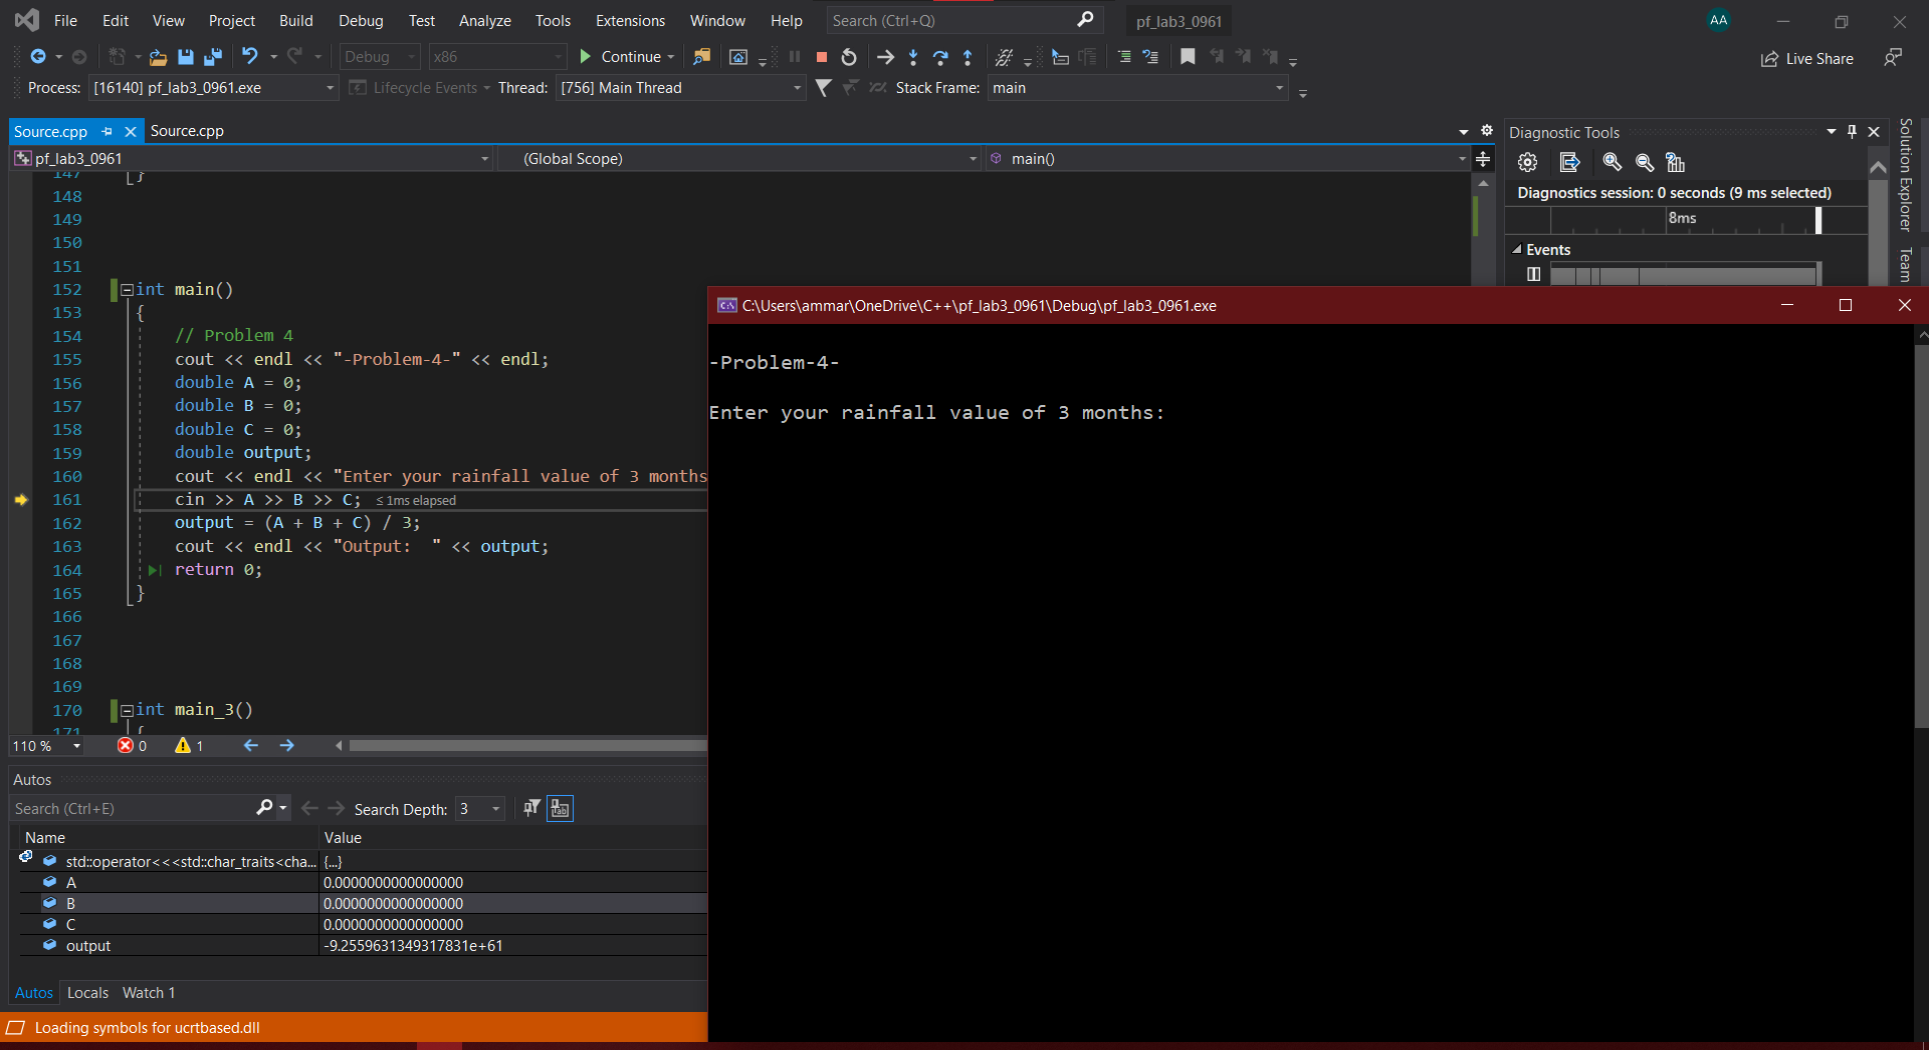 File Edit View Project Build Debug Test Analyze Tools Extensions Window Help Search (Ctrl+Q) pf_lab3_0961 AA
Debug x86 Continue Live Share
Process: [16140] pf_lab3_0961.exe Lifecycle Events Thread: [756] Main Thread Stack Frame: main
Source.cpp Source.cpp
pf_lab3_0961 (Global Scope) main()
147 }
148
149
150
151
152 int main()
153 {
154 // Problem 4
155 cout << endl << "-Problem-4-" << endl;
156 double A = 0;
157 double B = 0;
158 double C = 0;
159 double output;
160 cout << endl << "Enter your rainfall value of 3 months
161 cin >> A >> B >> C; ≤ 1ms elapsed
162 output = (A + B + C) / 3;
163 cout << endl << "Output:  " << output;
164 return 0;
165 }
166
167
168
169
170 int main_3()
171 {
110 % 0 1
Autos
Search (Ctrl+E) Search Depth: 3
Name Value
std::operator<<<std::char_traits<cha... {...}
A 0.0000000000000000
B 0.0000000000000000
C 0.0000000000000000
output -9.2559631349317831e+61
Autos Locals Watch 1
Loading symbols for ucrtbased.dll
Diagnostic Tools
Diagnostics session: 0 seconds (9 ms selected)
8ms
Events
Solution Explorer
Team
C:\Users\ammar\OneDrive\C++\pf_lab3_0961\Debug\pf_lab3_0961.exe
-Problem-4-
Enter your rainfall value of 3 months: